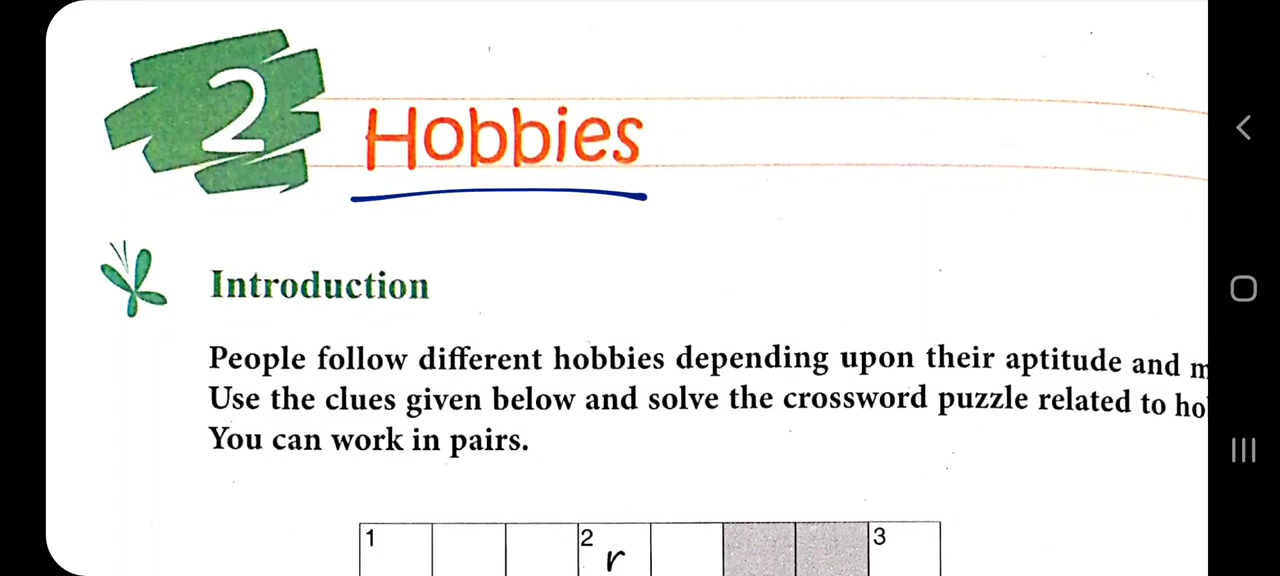 2 Hobbies
Introduction
People follow different hobbies depending upon their aptitude and
Use the clues given below and solve the crossword puzzle related to
You can work in pairs.
1 2 r 3